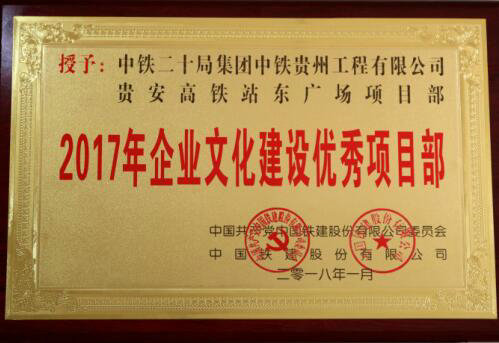 授予：中铁二十局集团中铁贵州工程有限公司
贵安高铁站东广场项目部
2017年企业文化建设优秀项目部
中国共产党中国铁建股份有限公司委员会
中国铁建股份有限公司
二零一八年一月